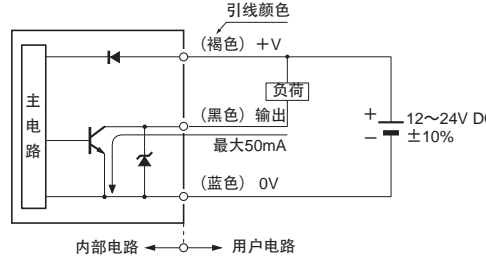 引线颜色
(褐色) +V
主电路
负荷
(黑色) 输出
最大50mA
+
12～24V DC
−
±10%
(蓝色) 0V
内部电路
用户电路